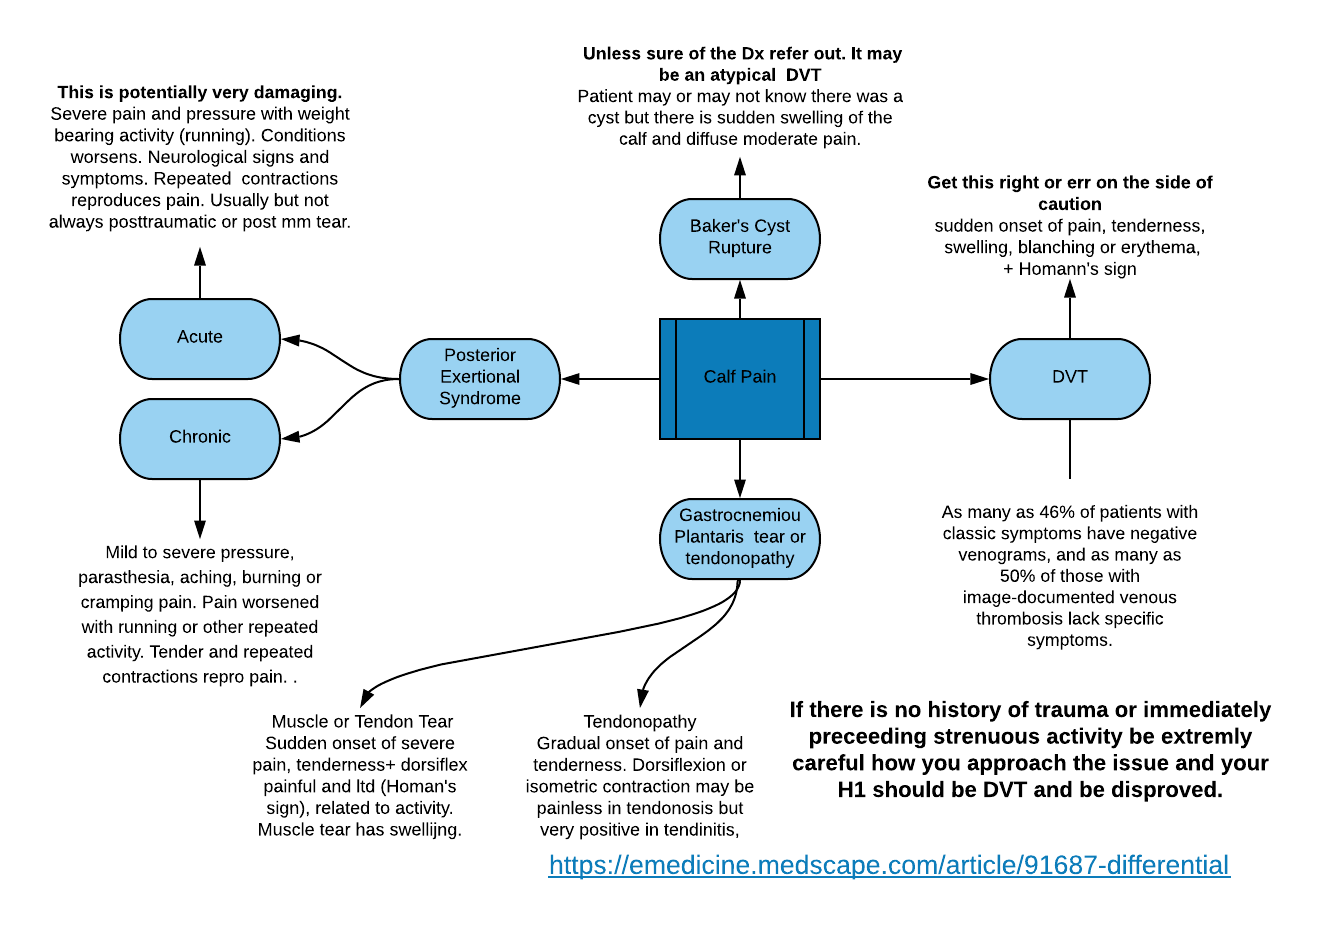 Unless sure of the Dx refer out. It may
be an atypical  DVT
Patient may or may not know there was a
cyst but there is sudden swelling of the
calf and diffuse moderate pain.
This is potentially very damaging.
Severe pain and pressure with weight
bearing activity (running). Conditions
worsens. Neurological signs and
symptoms. Repeated  contractions
reproduces pain. Usually but not
always posttraumatic or post mm tear.
Get this right or err on the side of
caution
sudden onset of pain, tenderness,
swelling, blanching or erythema,
+ Homann's sign
Baker's Cyst
Rupture
Acute
Posterior
Exertional
Syndrome
Calf Pain
DVT
Chronic
Gastrocnemiou
Plantaris  tear or
tendonopathy
As many as 46% of patients with
classic symptoms have negative
venograms, and as many as
50% of those with
image-documented venous
thrombosis lack specific
symptoms.
Mild to severe pressure,
parasthesia, aching, burning or
cramping pain. Pain worsened
with running or other repeated
activity. Tender and repeated
contractions repro pain. .
Muscle or Tendon Tear
Sudden onset of severe
pain, tenderness+ dorsiflex
painful and ltd (Homan's
sign), related to activity.
Muscle tear has swellijng.
Tendonopathy
Gradual onset of pain and
tenderness. Dorsiflexion or
isometric contraction may be
painless in tendonosis but
very positive in tendinitis,
If there is no history of trauma or immediately
preceeding strenuous activity be extremly
careful how you approach the issue and your
H1 should be DVT and be disproved.
https://emedicine.medscape.com/article/91687-differential